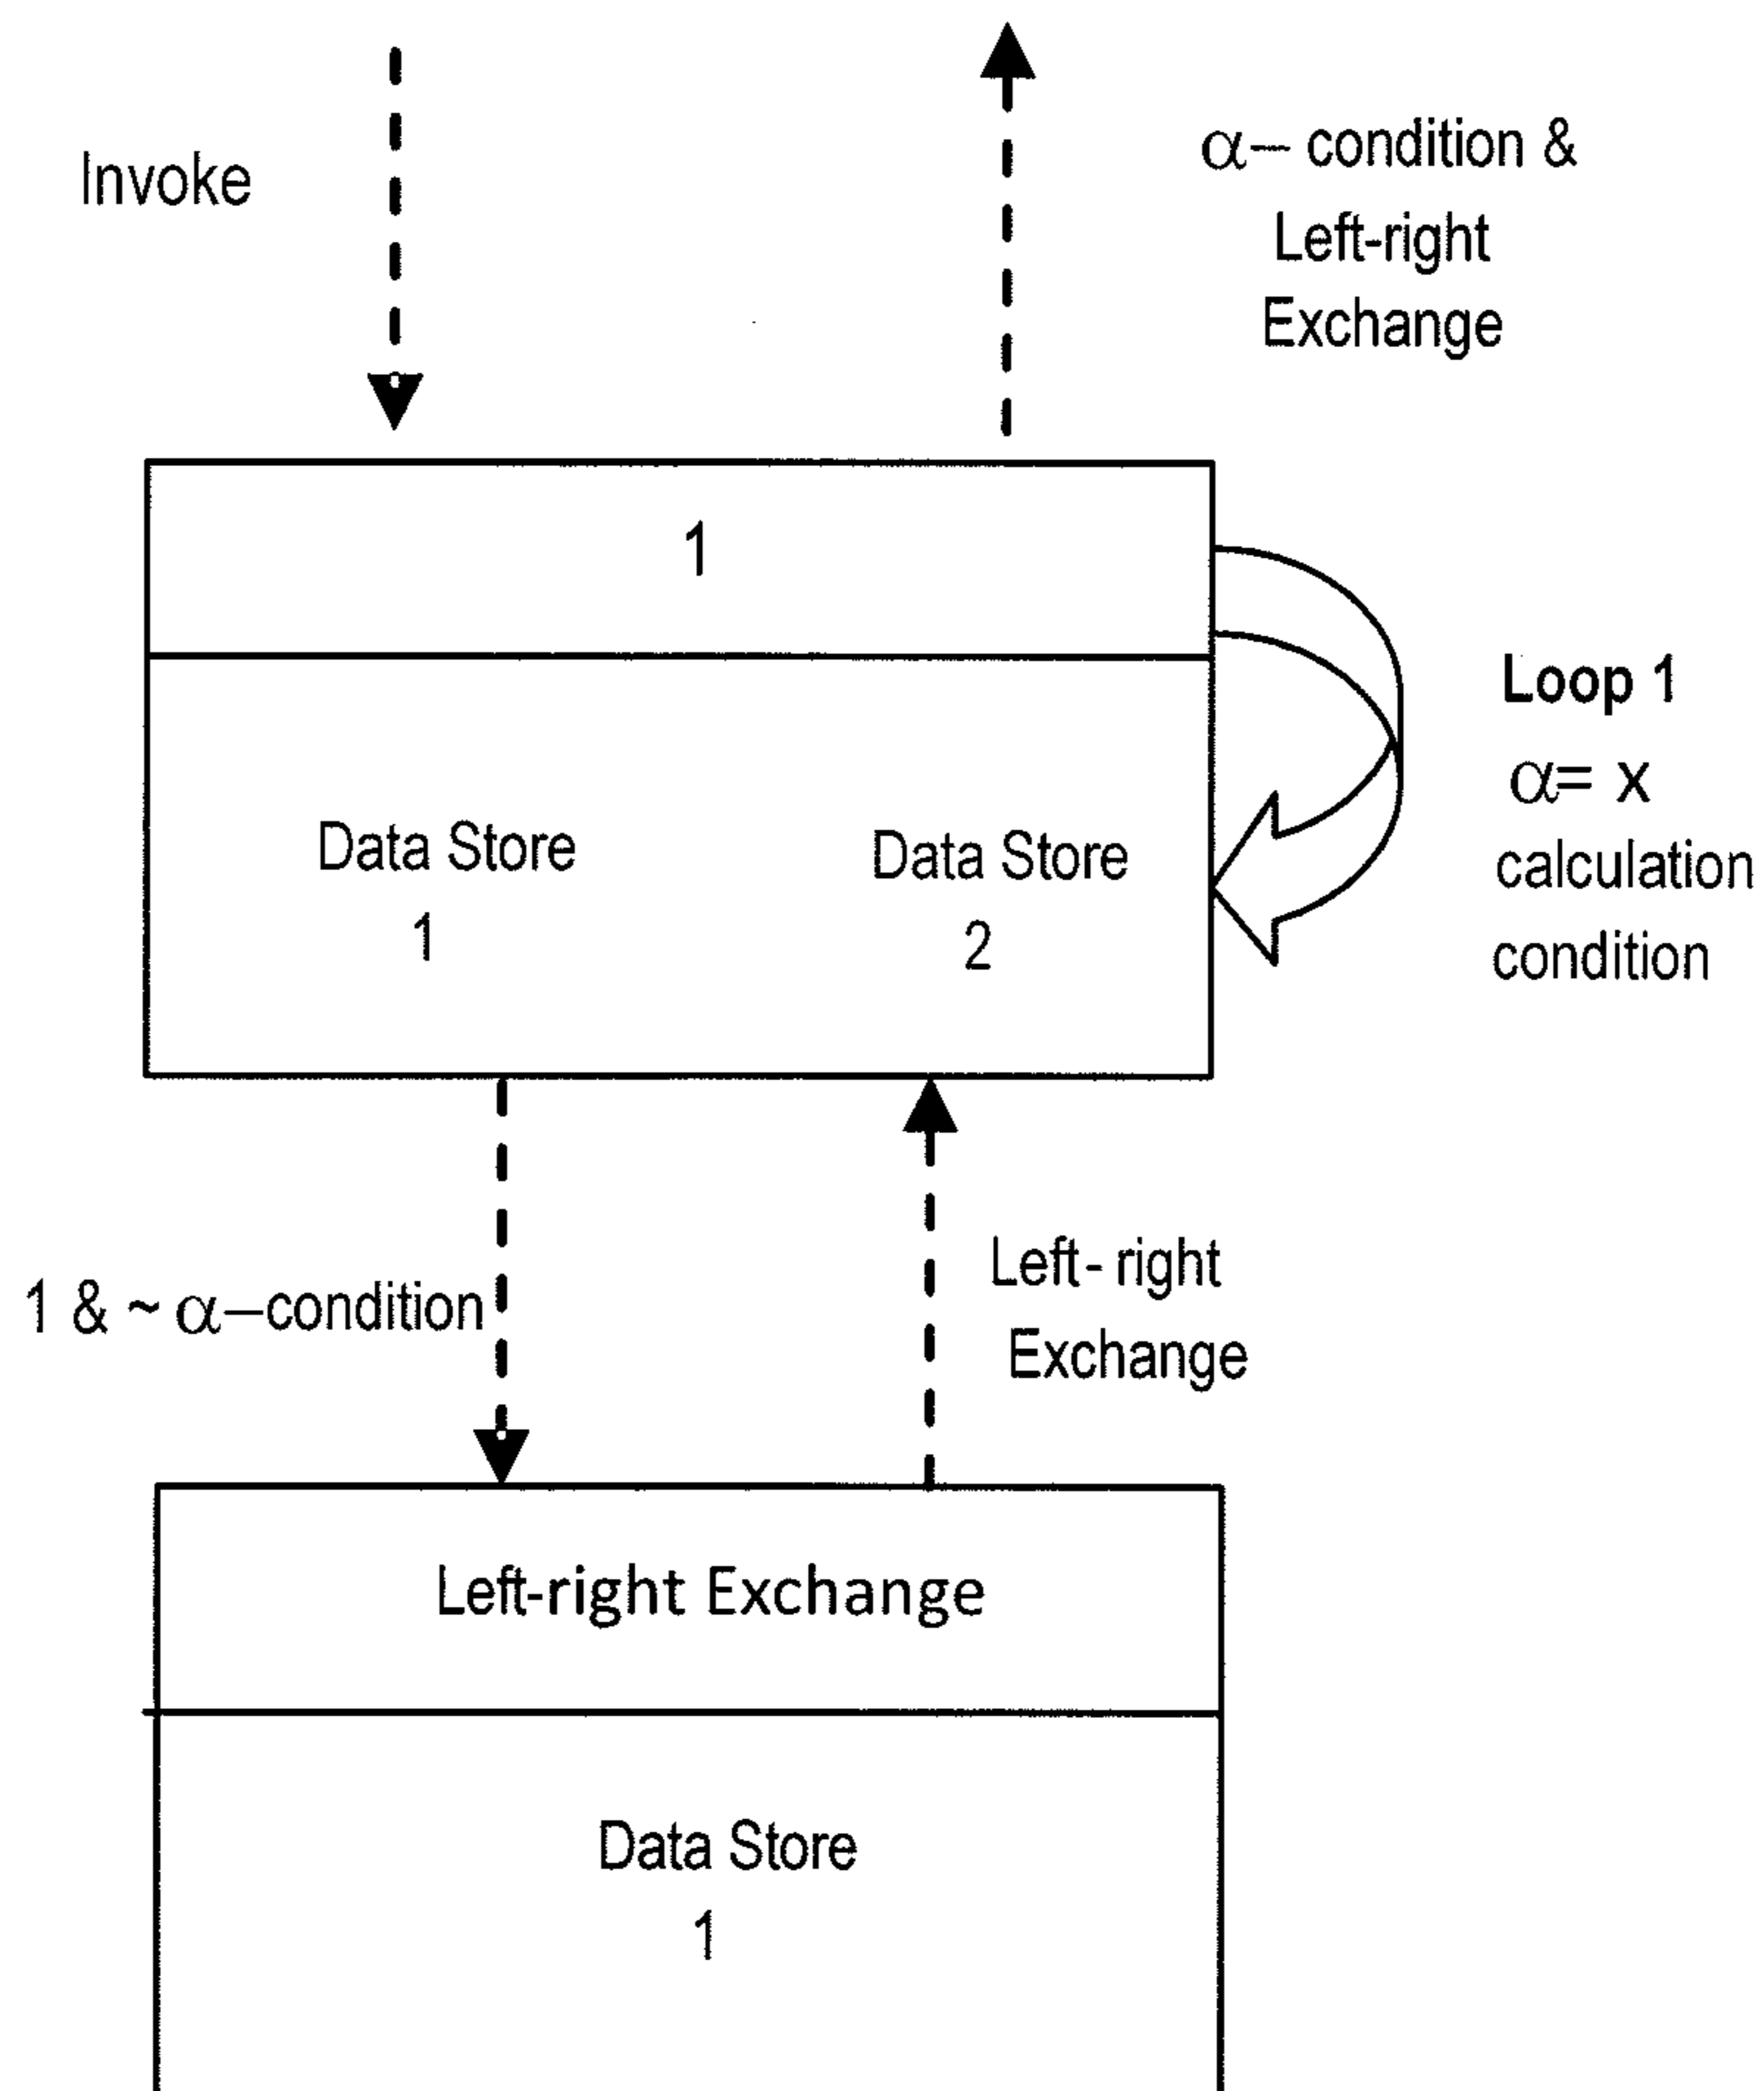 Invoke
α– condition &
Left-right
Exchange
1
Loop 1
α= x
calculation
condition
Data Store
1
Data Store
2
1 & ~ α–condition
Left- right
Exchange
Left-right Exchange
Data Store
1